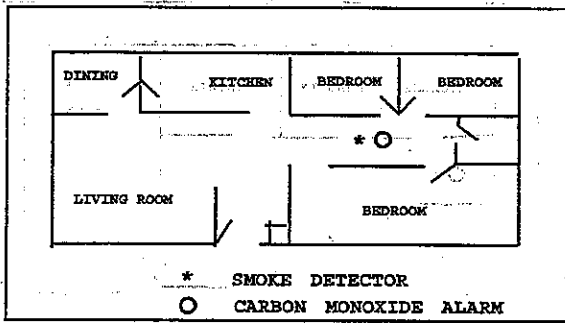 DINING KITCHEN BEDROOM BEDROOM
* O
LIVING ROOM BEDROOM
* SMOKE DETECTOR
O CARBON MONOXIDE ALARM